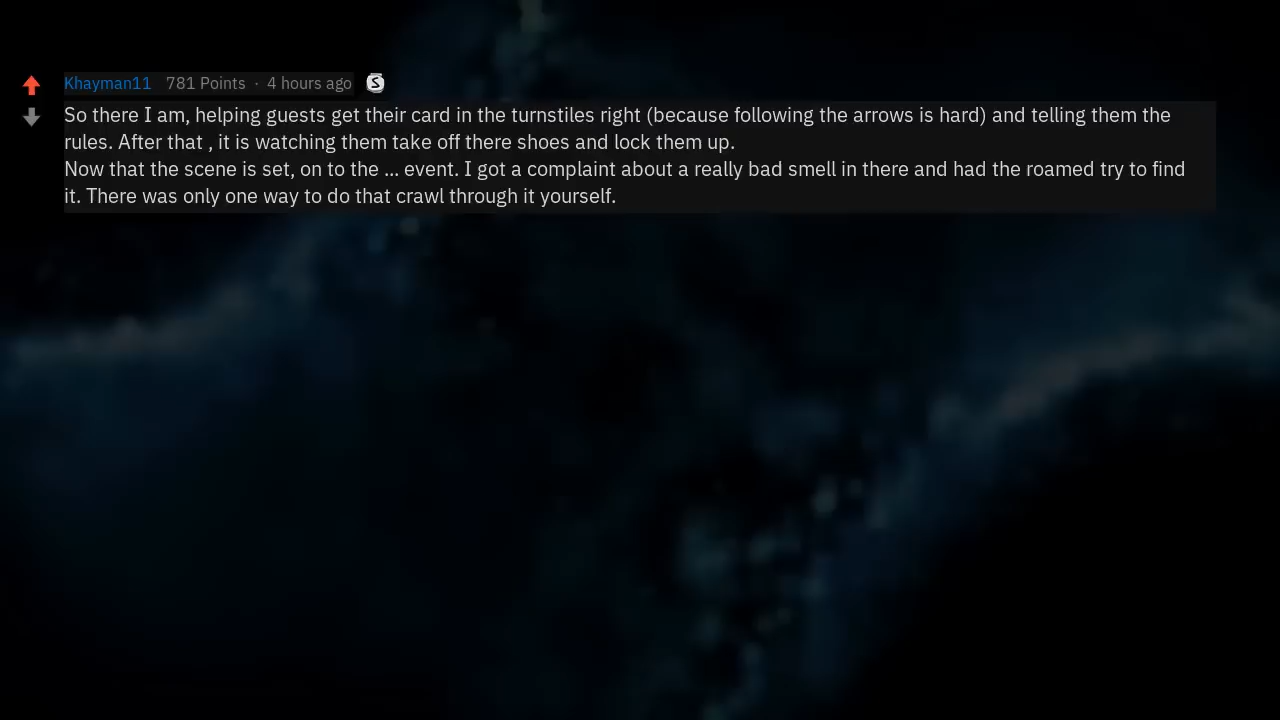 Khayman11 781 Points · 4 hours ago
So there I am, helping guests get their card in the turnstiles right (because following the arrows is hard) and telling them the
rules. After that , it is watching them take off there shoes and lock them up.
Now that the scene is set, on to the ... event. I got a complaint about a really bad smell in there and had the roamed try to find
it. There was only one way to do that crawl through it yourself.